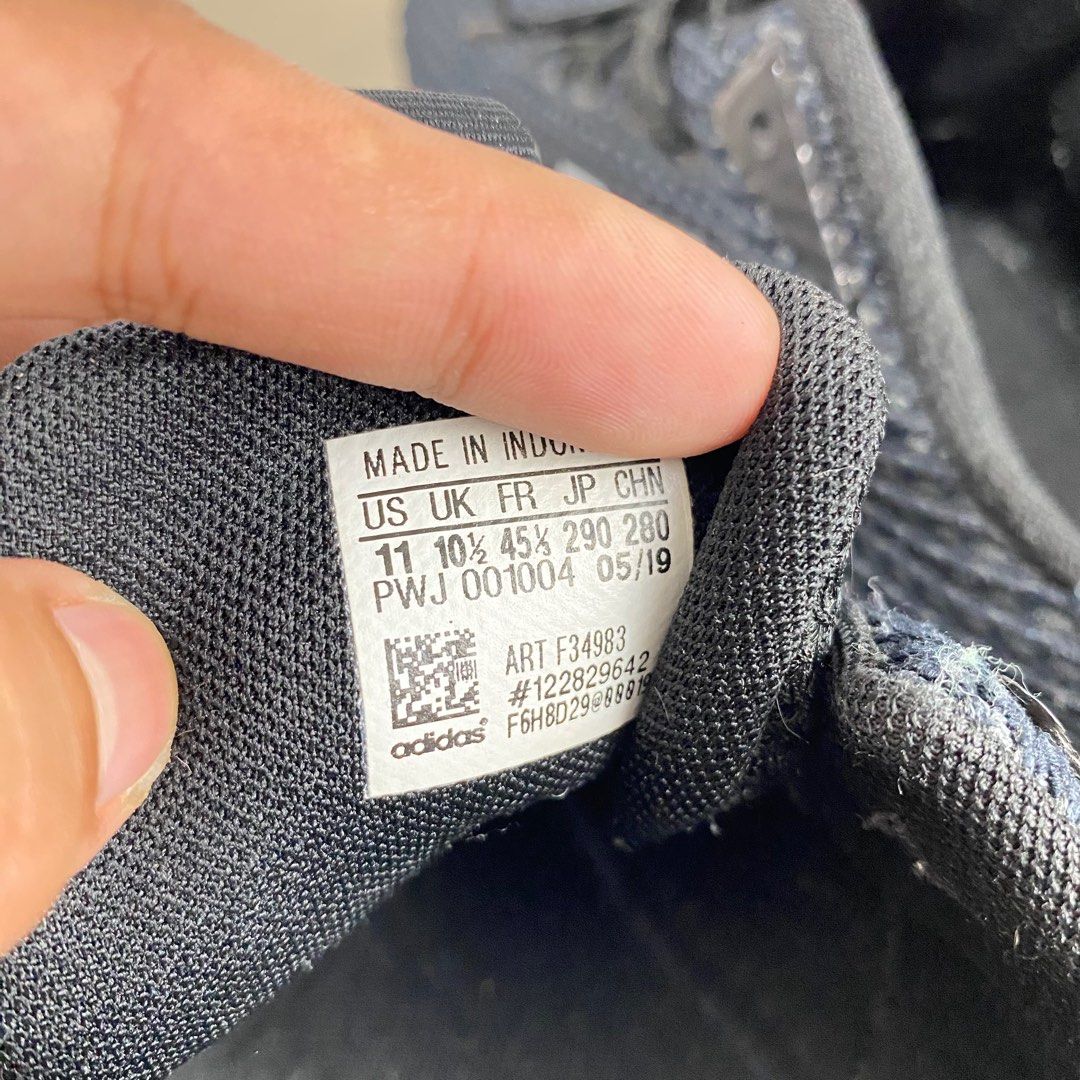 MADE IN
US UK FR JP CHN
11 10½ 45⅓ 290 280
PWJ 001004 05/19
ART F34983
#122829642
adidas